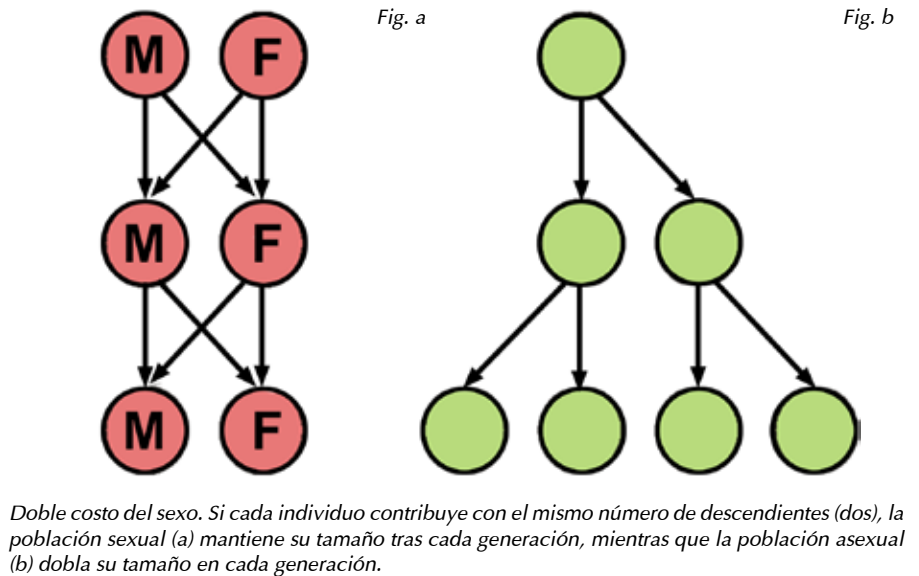 Fig. a
Fig. b
M F
M F
M F
Doble costo del sexo. Si cada individuo contribuye con el mismo número de descendientes (dos), la
población sexual (a) mantiene su tamaño tras cada generación, mientras que la población asexual
(b) dobla su tamaño en cada generación.